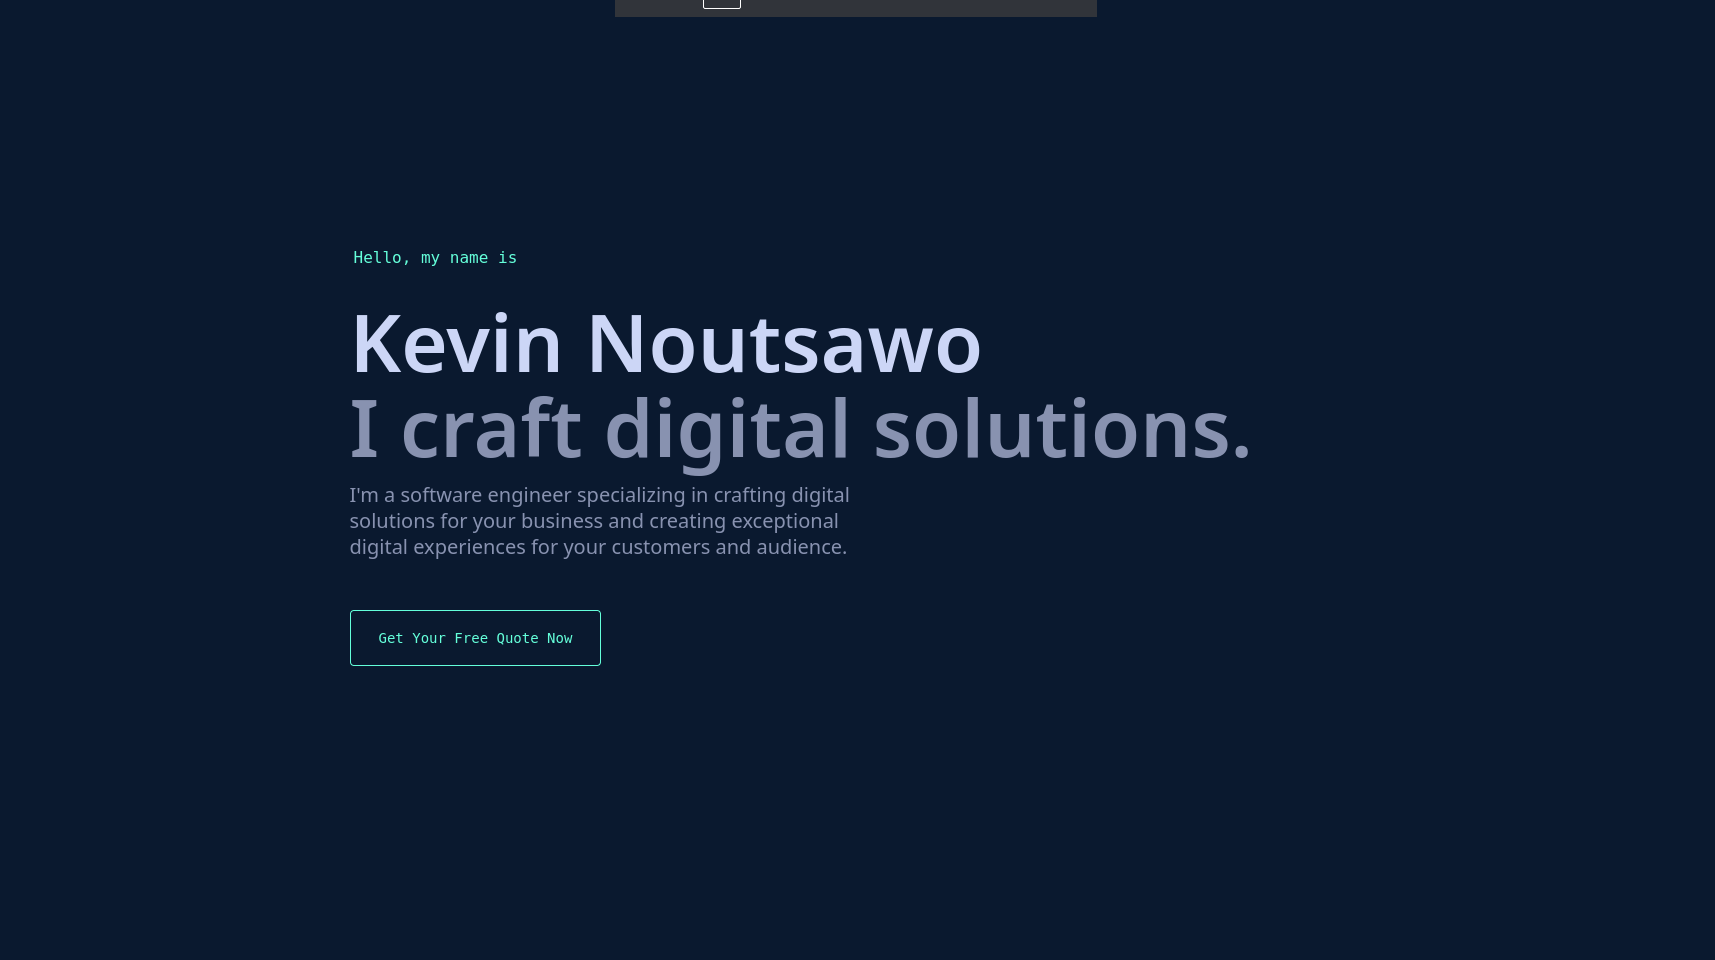 Hello, my name is
Kevin Noutsawo
I craft digital solutions.
I'm a software engineer specializing in crafting digital
solutions for your business and creating exceptional
digital experiences for your customers and audience.
Get Your Free Quote Now